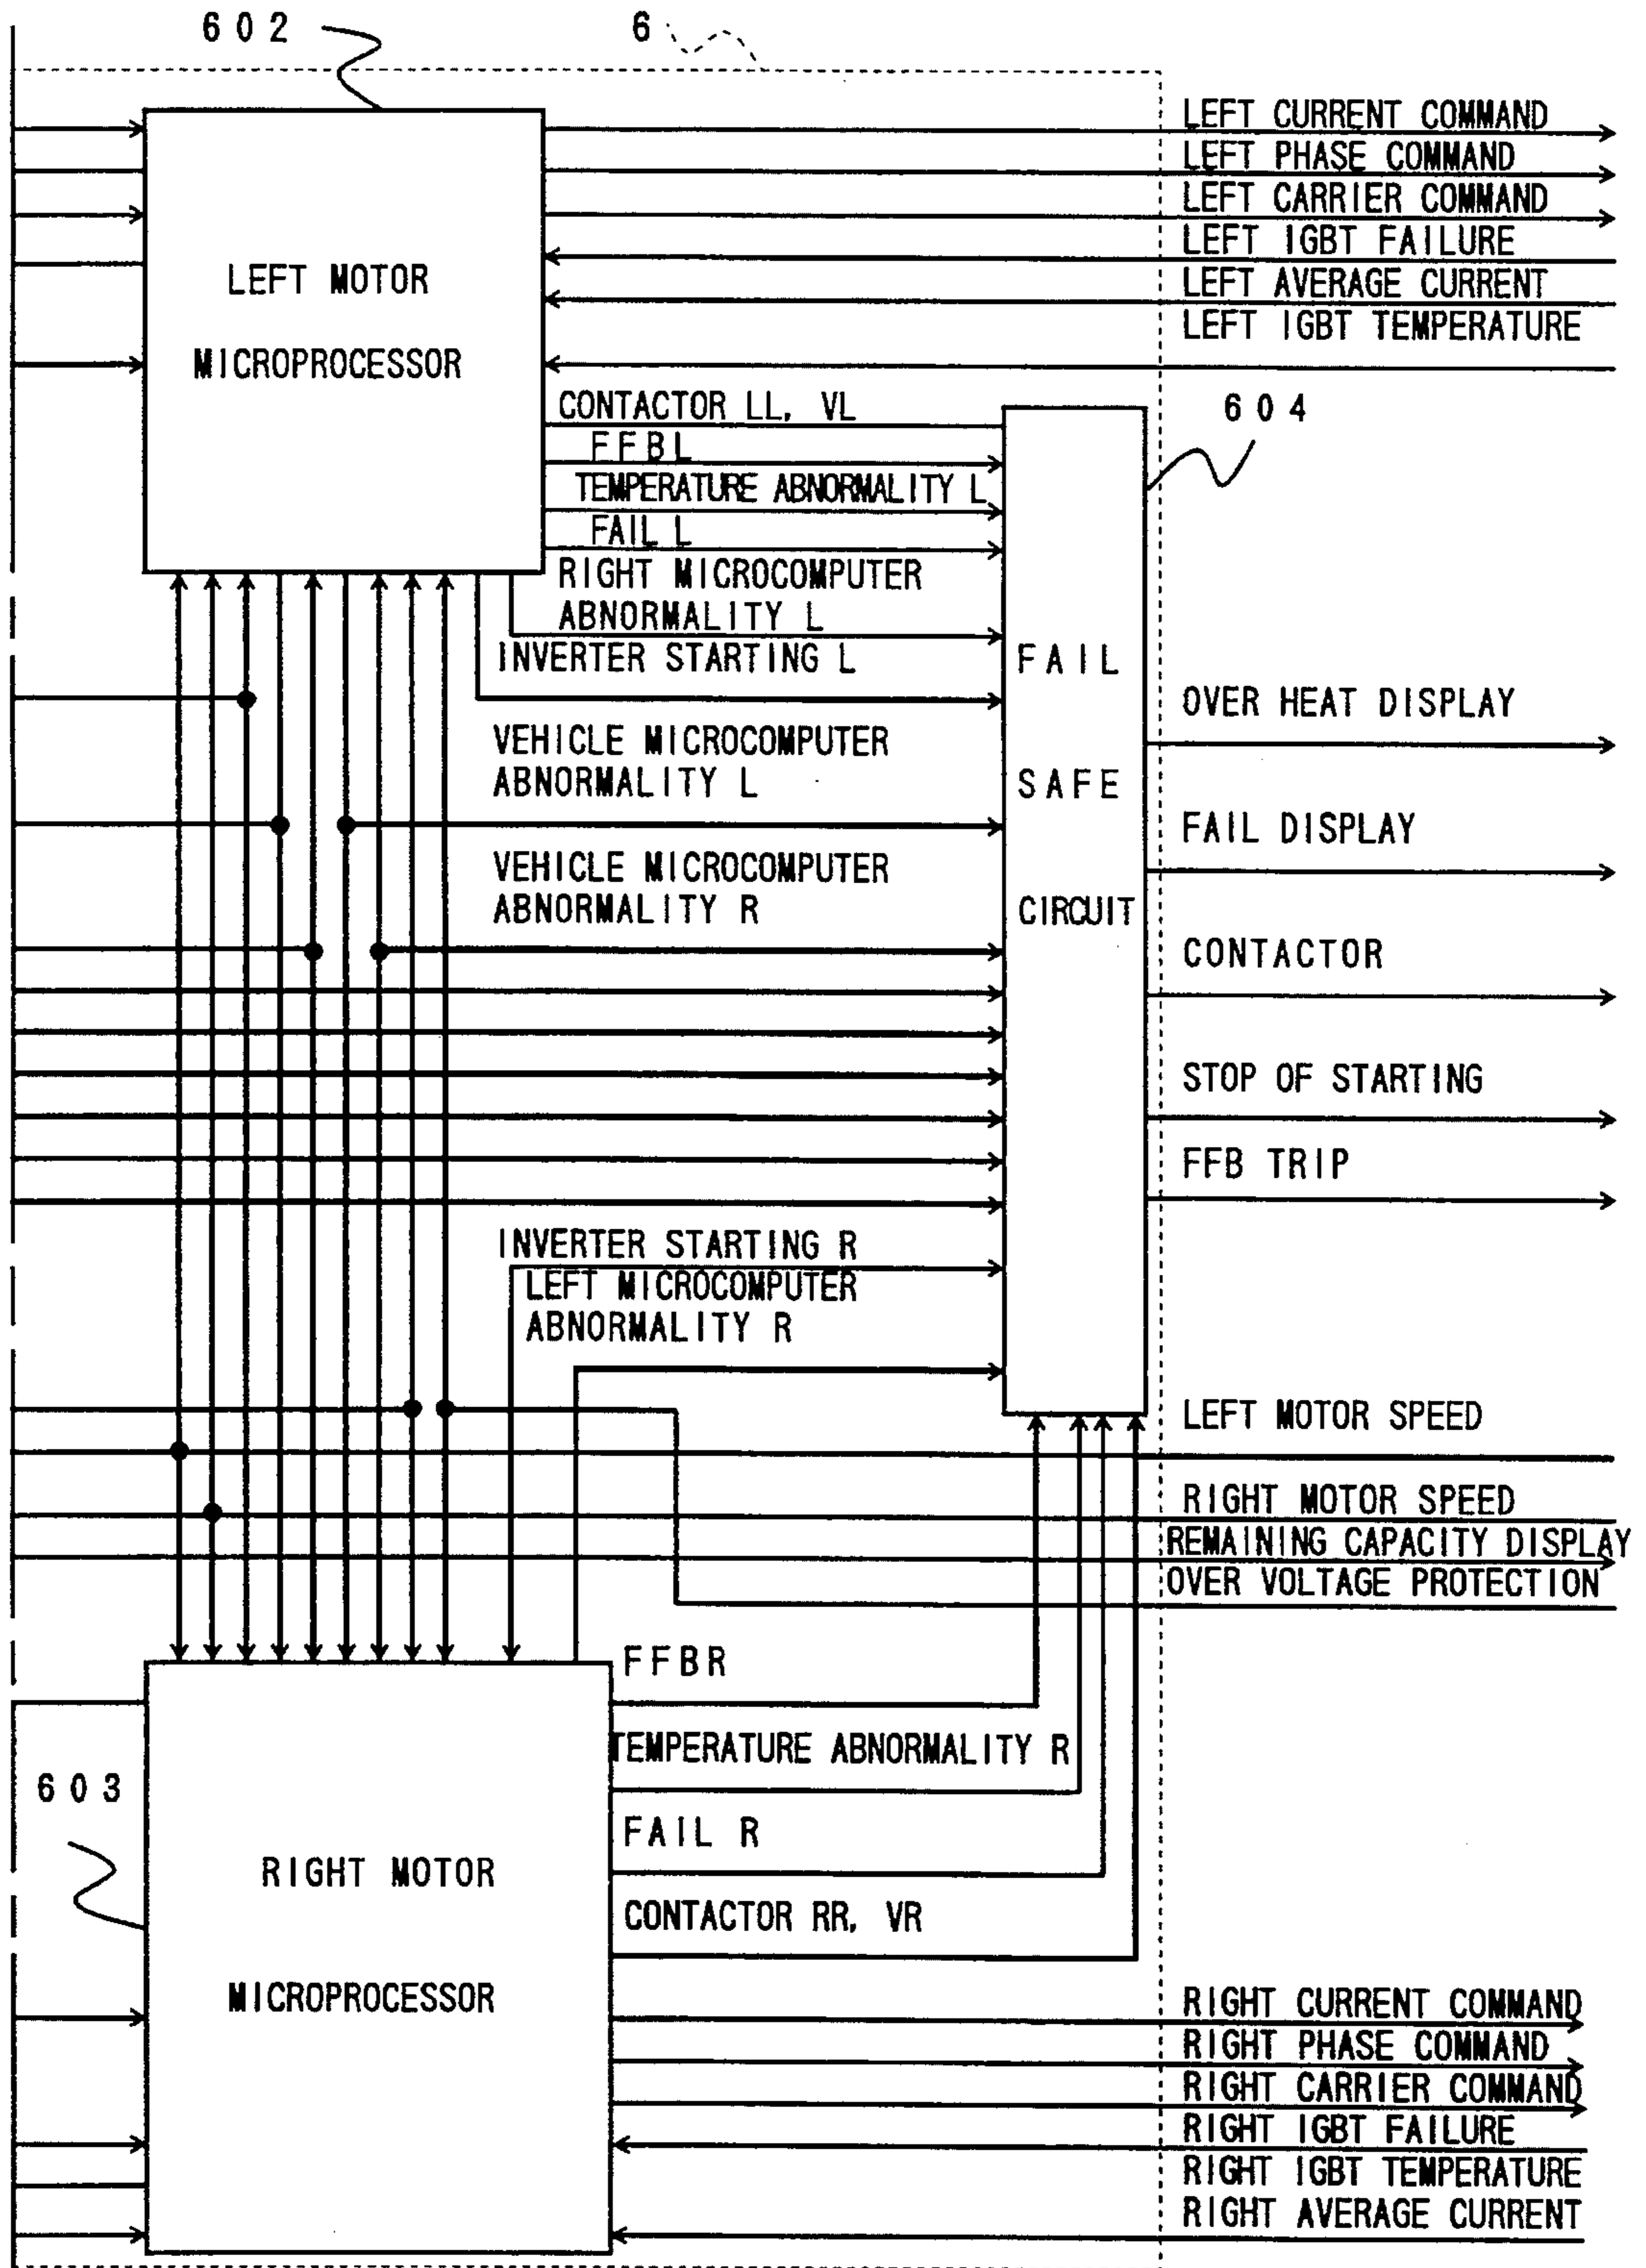 602
6
LEFT CURRENT COMMAND
LEFT PHASE COMMAND
LEFT CARRIER COMMAND
LEFT IGBT FAILURE
LEFT AVERAGE CURRENT
LEFT IGBT TEMPERATURE
LEFT MOTOR
MICROPROCESSOR
CONTACTOR LL, VL
FFBL
TEMPERATURE ABNORMALITY L
FAIL L
RIGHT MICROCOMPUTER
ABNORMALITY L
INVERTER STARTING L
604
VEHICLE MICROCOMPUTER
ABNORMALITY L
VEHICLE MICROCOMPUTER
ABNORMALITY R
FAIL
SAFE
CIRCUIT
OVER HEAT DISPLAY
FAIL DISPLAY
CONTACTOR
STOP OF STARTING
FFB TRIP
INVERTER STARTING R
LEFT MICROCOMPUTER
ABNORMALITY R
LEFT MOTOR SPEED
RIGHT MOTOR SPEED
REMAINING CAPACITY DISPLAY
OVER VOLTAGE PROTECTION
FFBR
TEMPERATURE ABNORMALITY R
FAIL R
CONTACTOR RR, VR
603
RIGHT MOTOR
MICROPROCESSOR
RIGHT CURRENT COMMAND
RIGHT PHASE COMMAND
RIGHT CARRIER COMMAND
RIGHT IGBT FAILURE
RIGHT IGBT TEMPERATURE
RIGHT AVERAGE CURRENT